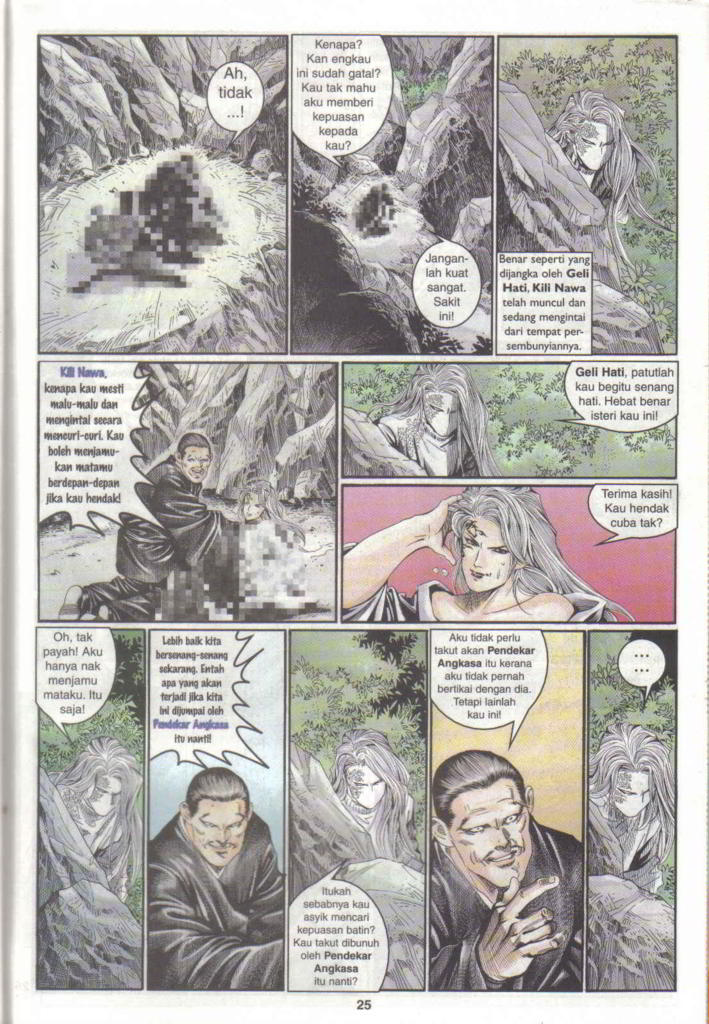 Ah,
tidak
...!
Kenapa?
Kan engkau
ini sudah gatal?
Kau tak mahu
aku memberi
kepuasan
kepada
kau?
Jangan-
lah kuat
sangat.
Sakit
ini!
Benar seperti yang
dijangka oleh Geli
Hati, Kili Nawa
telah muncul dan
sedang mengintai
dari tempat per-
sembunyiannya.
Kili Nawa,
kenapa kau mesti
malu-malu dan
mengintai secara
mencuri-curi. Kau
boleh menjamu-
kan matamu
berdepan-depan
jika kau hendak!
Geli Hati, patutlah
kau begitu senang
hati. Hebat benar
isteri kau ini!
Terima kasih!
Kau hendak
cuba tak?
Oh, tak
payah! Aku
hanya nak
menjamu
mataku. Itu
saja!
Lebih baik kita
bersenang-senang
sekarang. Entah
apa yang akan
terjadi jika kita
ini dijumpai oleh
Pendekar Angkasa
itu nanti!
Itukah
sebabnya kau
asyik mencari
kepuasan batin?
Kau takut dibunuh
oleh Pendekar
Angkasa
itu nanti?
Aku tidak perlu
takut akan Pendekar
Angkasa itu kerana
aku tidak pernah
bertikai dengan dia.
Tetapi lainlah
kau ini!
...
...
25